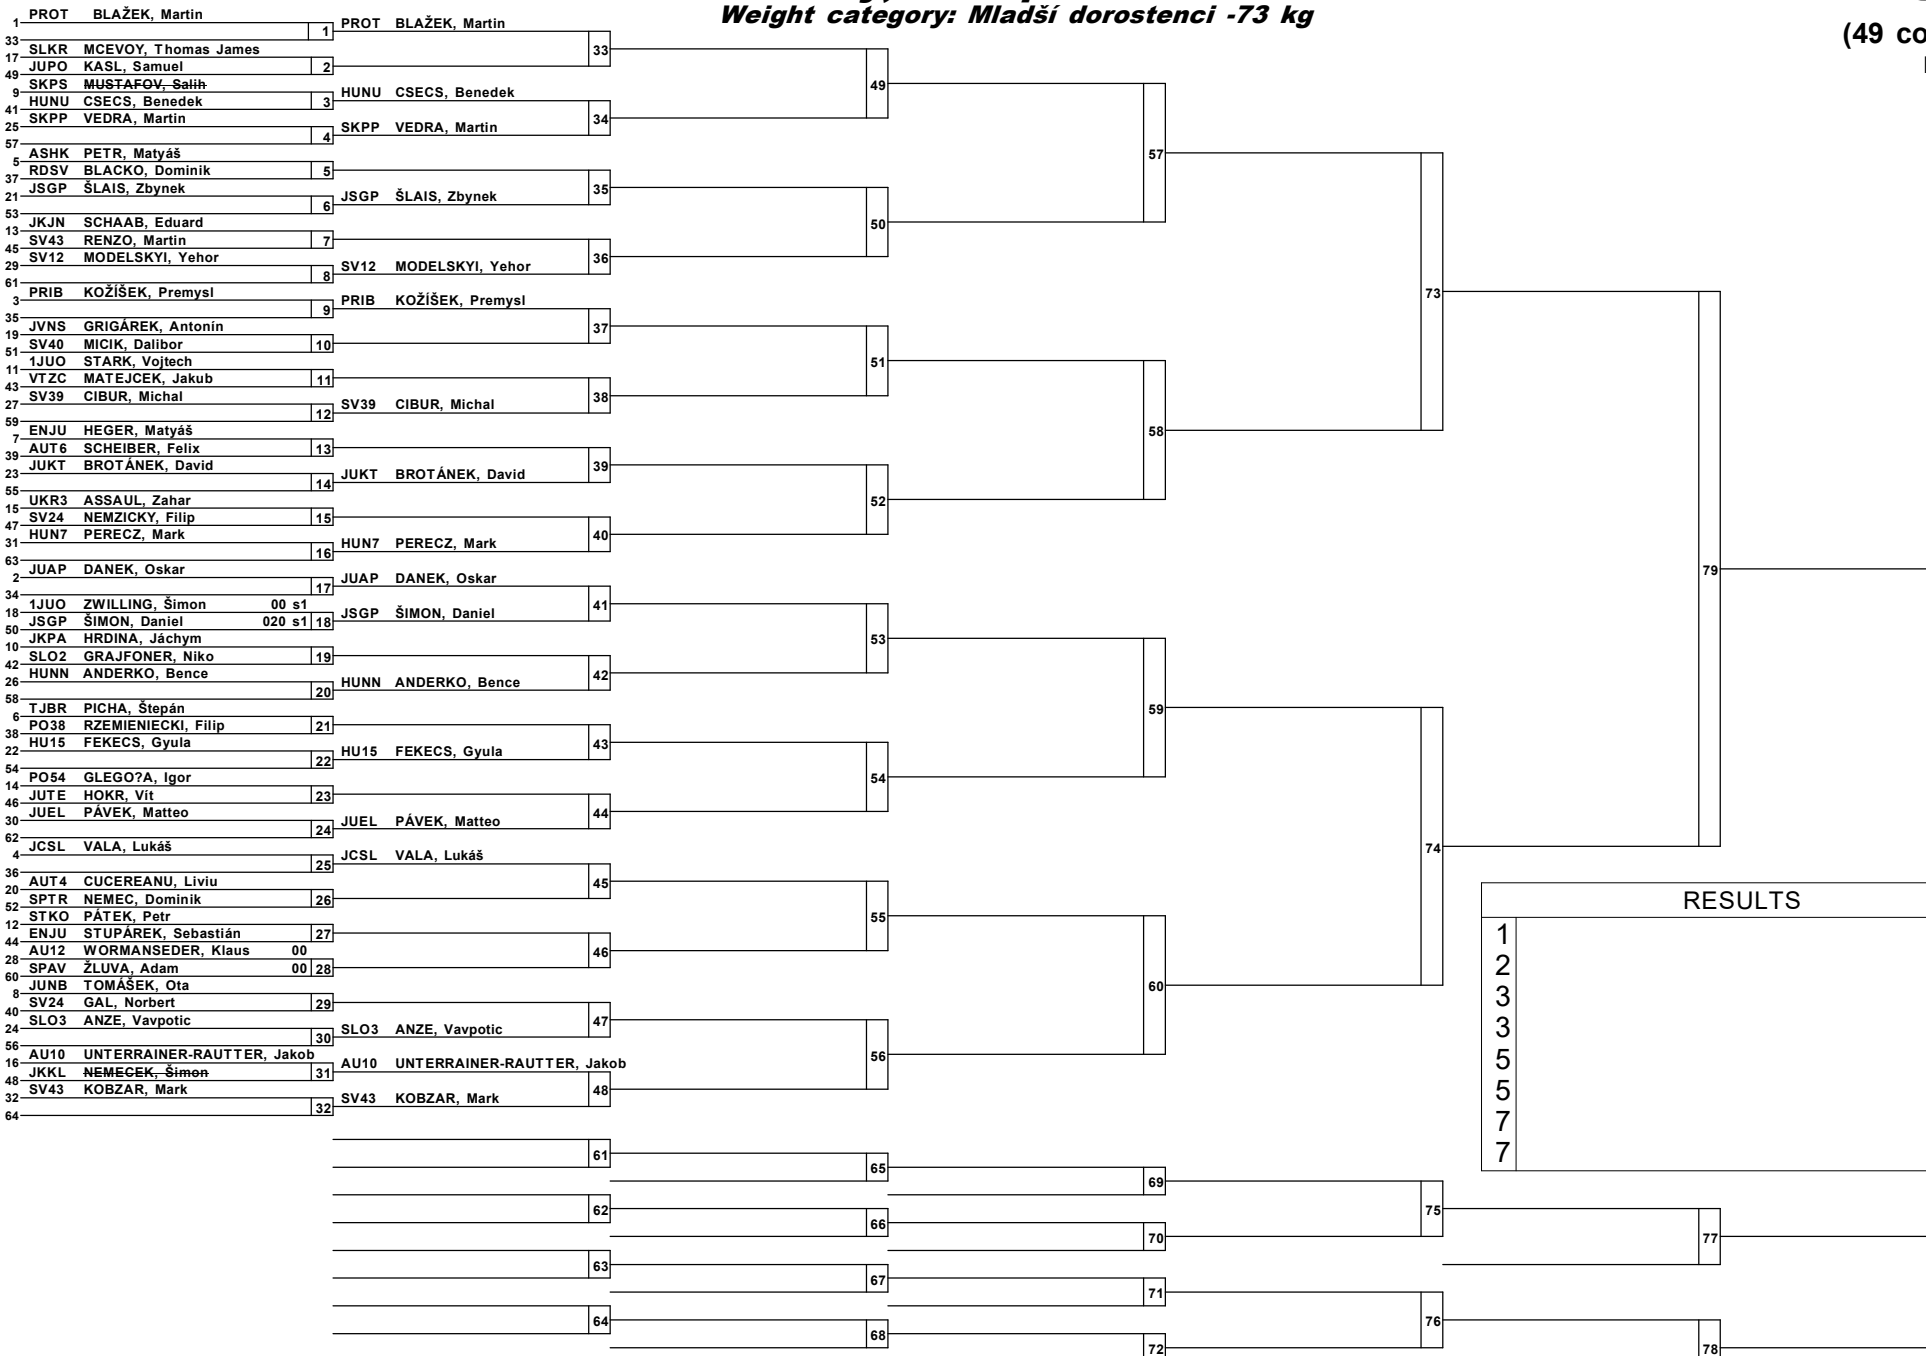 Weight category: Mladší dorostenci -73 kg
(49 co
1 PROT BLAŽEK, Martin
33 1
17 SLKR MCEVOY, Thomas James
49 JUPO KASL, Samuel 2
9 SKPS MUSTAFOV, Salih
41 HUNU CSECS, Benedek 3
25 SKPP VEDRA, Martin
57 4
5 ASHK PETR, Matyáš
37 RDSV BLACKO, Dominik 5
21 JSGP ŠLAIS, Zbynek
53 6
13 JKJN SCHAAB, Eduard
45 SV43 RENZO, Martin 7
29 SV12 MODELSKYI, Yehor
61 8
3 PRIB KOŽÍŠEK, Premysl
35 9
19 JVNS GRIGÁREK, Antonín
51 SV40 MICIK, Dalibor 10
11 1JUO STARK, Vojtech
43 VTZC MATEJCEK, Jakub 11
27 SV39 CIBUR, Michal
59 12
7 ENJU HEGER, Matyáš
39 AUT6 SCHEIBER, Felix 13
23 JUKT BROTÁNEK, David
55 14
15 UKR3 ASSAUL, Zahar
47 SV24 NEMZICKY, Filip 15
31 HUN7 PERECZ, Mark
63 16
2 JUAP DANEK, Oskar
34 17
18 1JUO ZWILLING, Šimon 00 s1
50 JSGP ŠIMON, Daniel 020 s1 18
10 JKPA HRDINA, Jáchym
42 SLO2 GRAJFONER, Niko 19
26 HUNN ANDERKO, Bence
58 20
6 TJBR PICHA, Štepán
38 PO38 RZEMIENIECKI, Filip 21
22 HU15 FEKECS, Gyula
54 22
14 PO54 GLEGO?A, Igor
46 JUTE HOKR, Vít 23
30 JUEL PÁVEK, Matteo
62 24
4 JCSL VALA, Lukáš
36 25
20 AUT4 CUCEREANU, Liviu
52 SPTR NEMEC, Dominik 26
12 STKO PÁTEK, Petr
44 ENJU STUPÁREK, Sebastián 27
28 AU12 WORMANSEDER, Klaus 00
60 SPAV ŽLUVA, Adam 00 28
8 JUNB TOMÁŠEK, Ota
40 SV24 GAL, Norbert 29
24 SLO3 ANZE, Vavpotic
56 30
16 AU10 UNTERRAINER-RAUTTER, Jakob
48 JKKL NEMECEK, Šimon 31
32 SV43 KOBZAR, Mark
64 32
PROT BLAŽEK, Martin
33
HUNU CSECS, Benedek
34
SKPP VEDRA, Martin
35
JSGP ŠLAIS, Zbynek
36
SV12 MODELSKYI, Yehor
PRIB KOŽÍŠEK, Premysl
37
38
SV39 CIBUR, Michal
39
JUKT BROTÁNEK, David
40
HUN7 PERECZ, Mark
JUAP DANEK, Oskar
41
JSGP ŠIMON, Daniel
42
HUNN ANDERKO, Bence
43
HU15 FEKECS, Gyula
44
JUEL PÁVEK, Matteo
JCSL VALA, Lukáš
45
46
47
SLO3 ANZE, Vavpotic
AU10 UNTERRAINER-RAUTTER, Jakob
48
SV43 KOBZAR, Mark
49
50
51
52
53
54
55
56
57
58
59
60
73
74
79
RESULTS
1
2
3
3
5
5
7
7
61
62
63
64
65
66
67
68
69
70
71
72
75
76
77
78